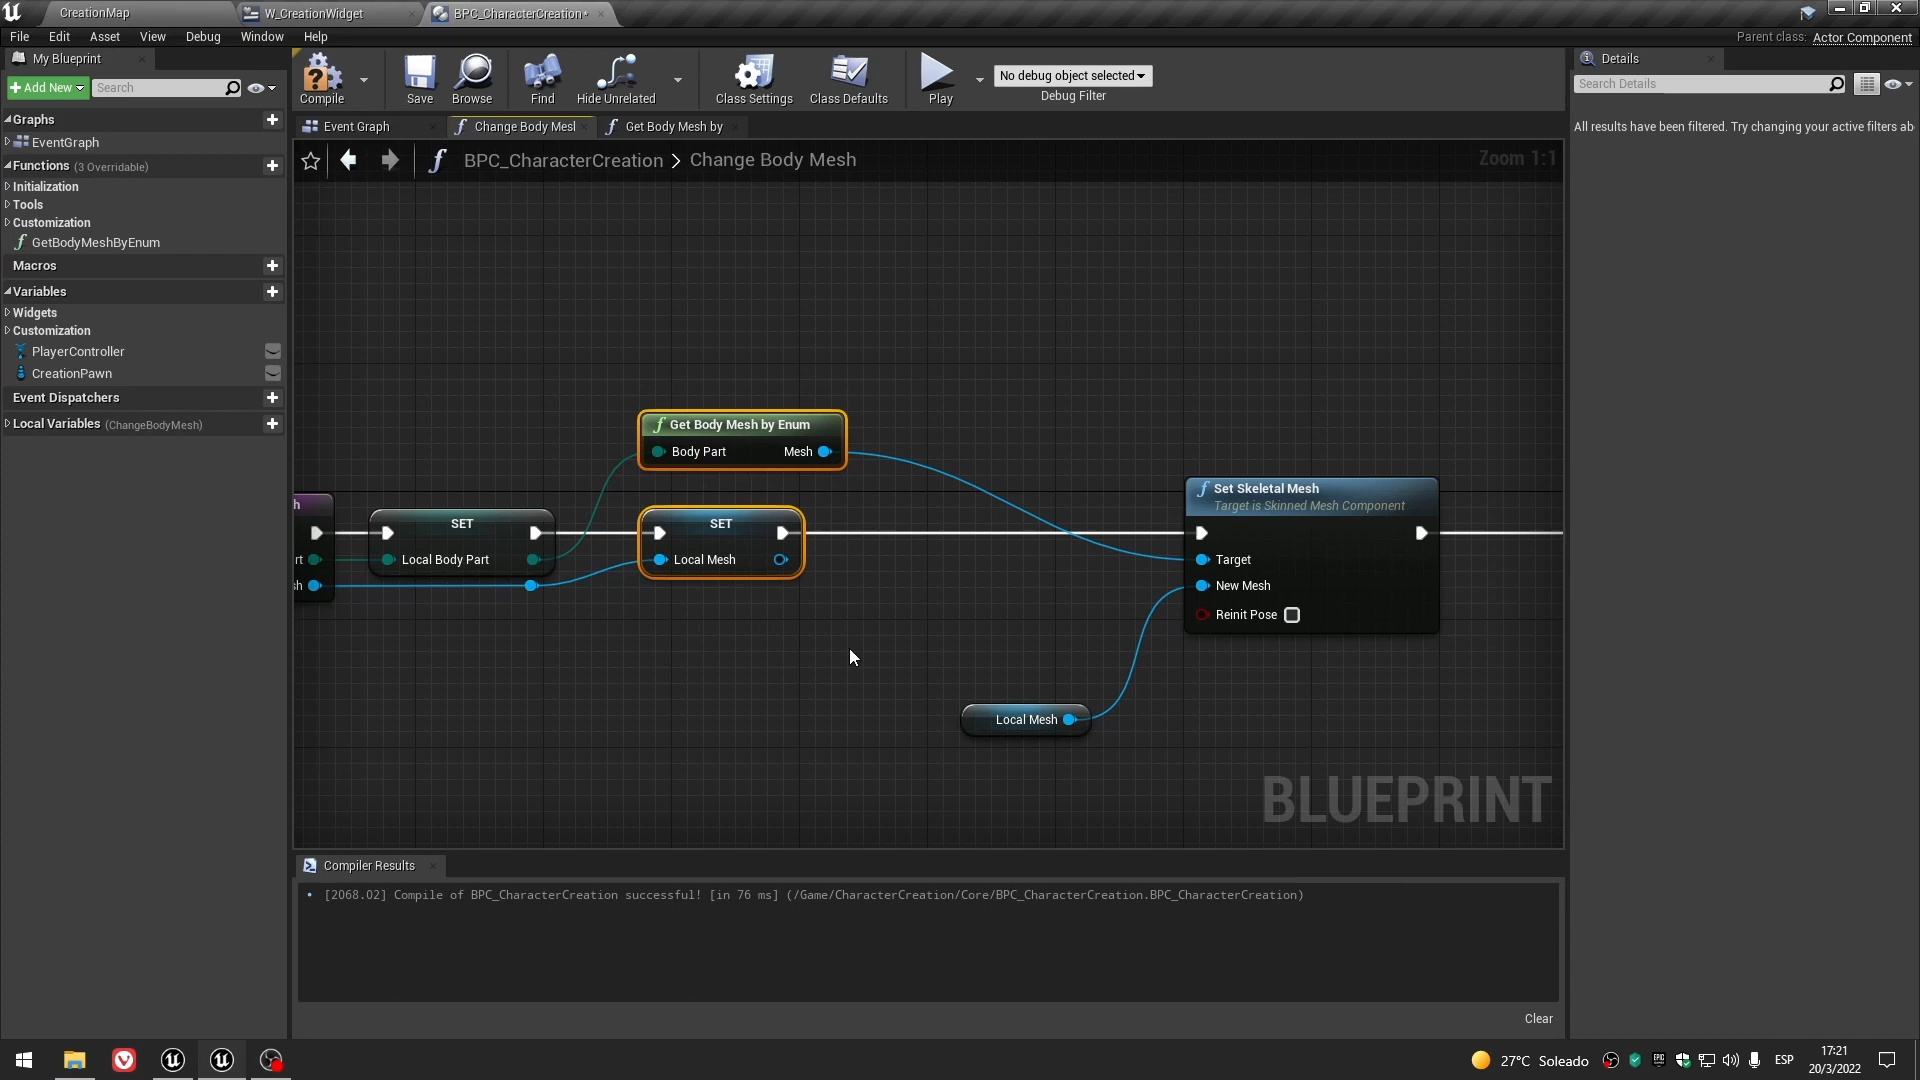 CreationMap
W_CreationWidget
BPC_CharacterCreation*
File Edit Asset View Debug Window Help
Parent class: Actor Component
My Blueprint
Add New
Search
Compile
Save
Browse
Find
Hide Unrelated
Class Settings
Class Defaults
Play
No debug object selected
Debug Filter
Details
Search Details
All results have been filtered. Try changing your active filters ab
Graphs
EventGraph
Functions (3 Overridable)
Initialization
Tools
Customization
GetBodyMeshByEnum
Macros
Variables
Widgets
Customization
PlayerController
CreationPawn
Event Dispatchers
Local Variables (ChangeBodyMesh)
Event Graph
Change Body Mesl
Get Body Mesh by
BPC_CharacterCreation > Change Body Mesh
Zoom 1:1
Get Body Mesh by Enum
Body Part Mesh
h
rt
sh
SET
Local Body Part
SET
Local Mesh
Set Skeletal Mesh
Target is Skinned Mesh Component
Target
New Mesh
Reinit Pose
Local Mesh
BLUEPRINT
Compiler Results
[2068.02] Compile of BPC_CharacterCreation successful! [in 76 ms] (/Game/CharacterCreation/Core/BPC_CharacterCreation.BPC_CharacterCreation)
Clear
27°C Soleado
ESP
17:21
20/3/2022